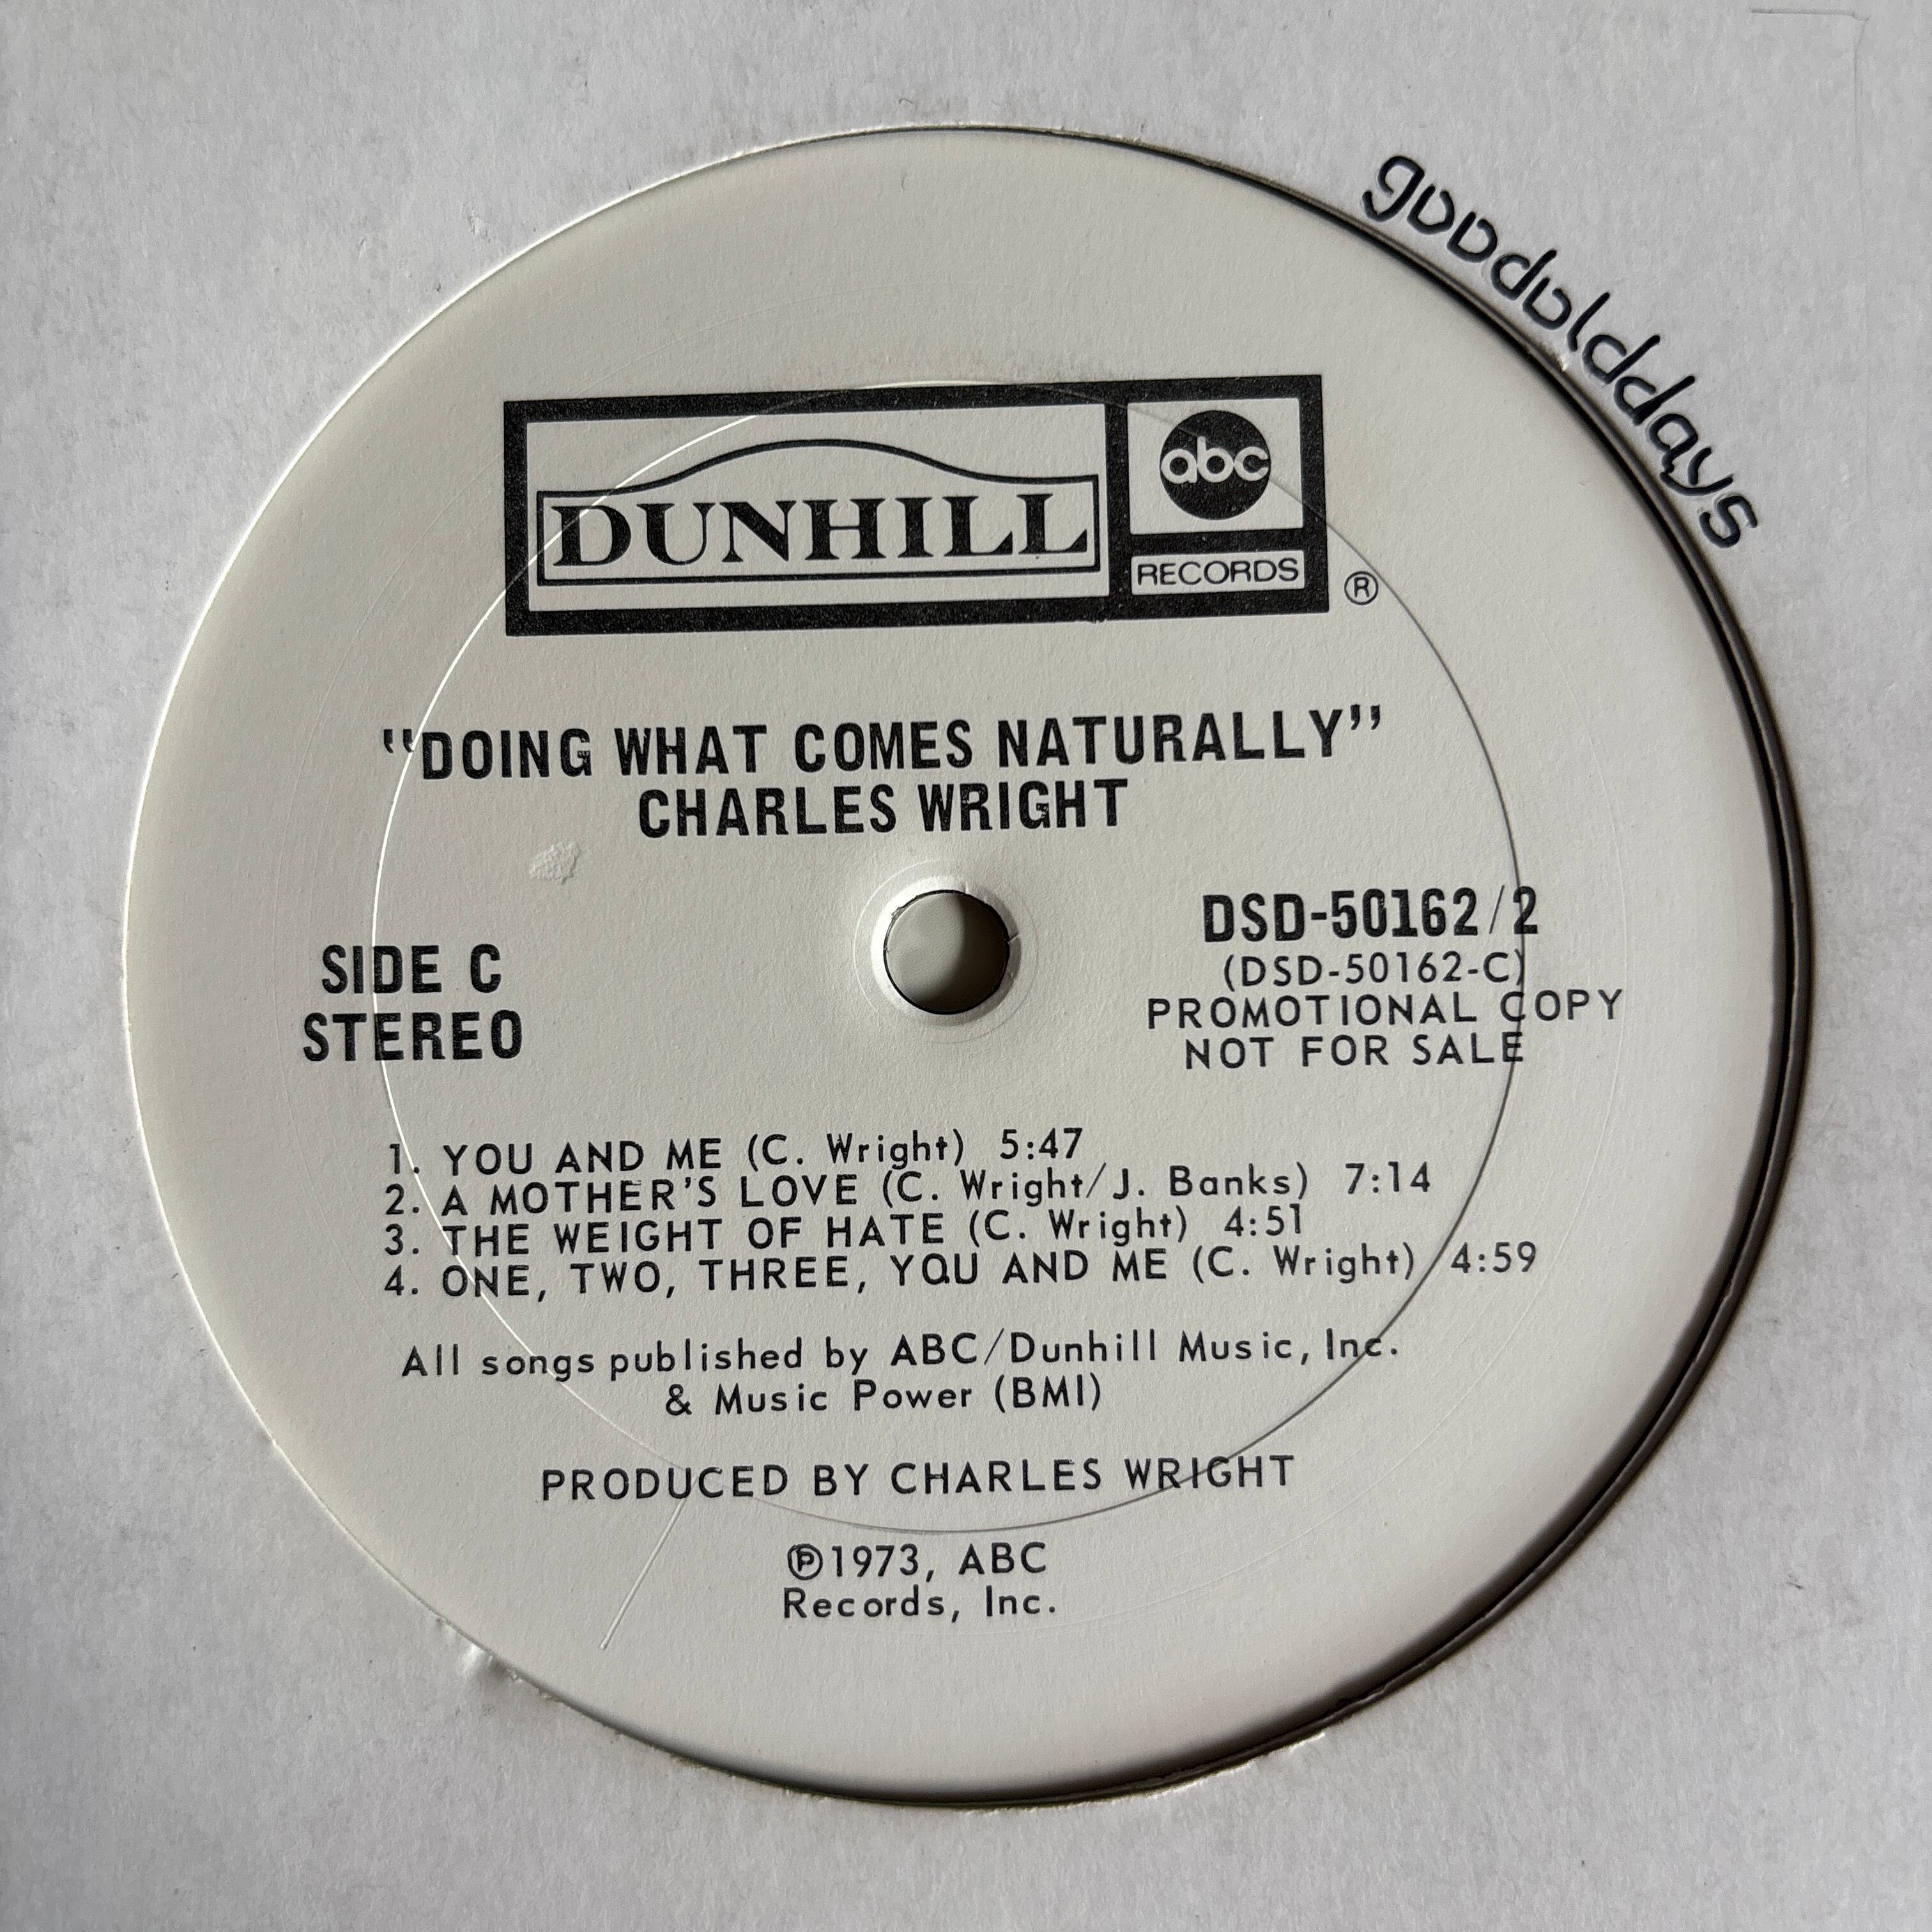 goodolddays
DUNHILL
abc
RECORDS
®
"DOING WHAT COMES NATURALLY"
CHARLES WRIGHT
SIDE C
STEREO
DSD-50162/2
(DSD-50162-C)
PROMOTIONAL COPY
NOT FOR SALE
1. YOU AND ME (C. Wright) 5:47
2. A MOTHER'S LOVE (C. Wright/J. Banks) 7:14
3. THE WEIGHT OF HATE (C. Wright) 4:51
4. ONE, TWO, THREE, YOU AND ME (C. Wright) 4:59
All songs published by ABC/Dunhill Music, Inc.
& Music Power (BMI)
PRODUCED BY CHARLES WRIGHT
℗1973, ABC
Records, Inc.